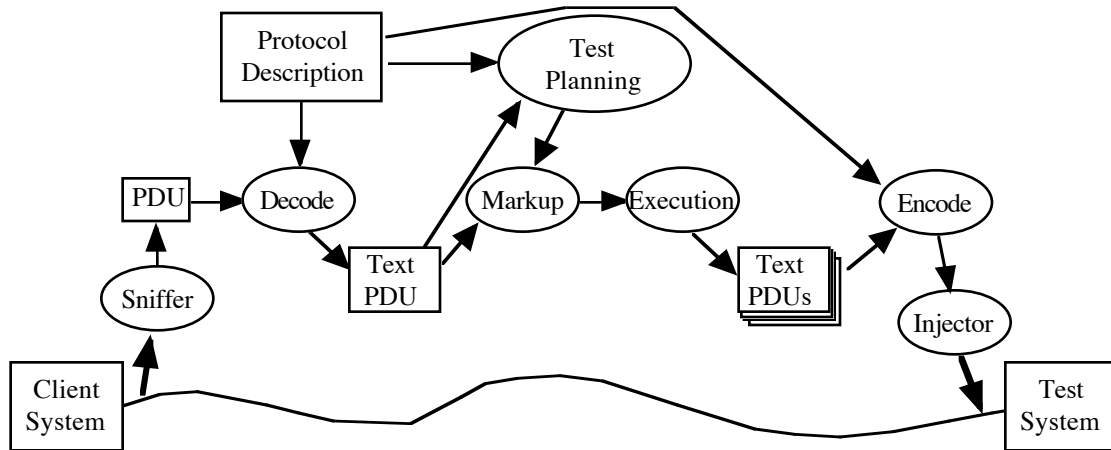 Protocol
Description
Test
Planning
PDU
Decode
Markup
Execution
Encode
Text
PDU
Text
PDUs
Sniffer
Injector
Client
System
Test
System